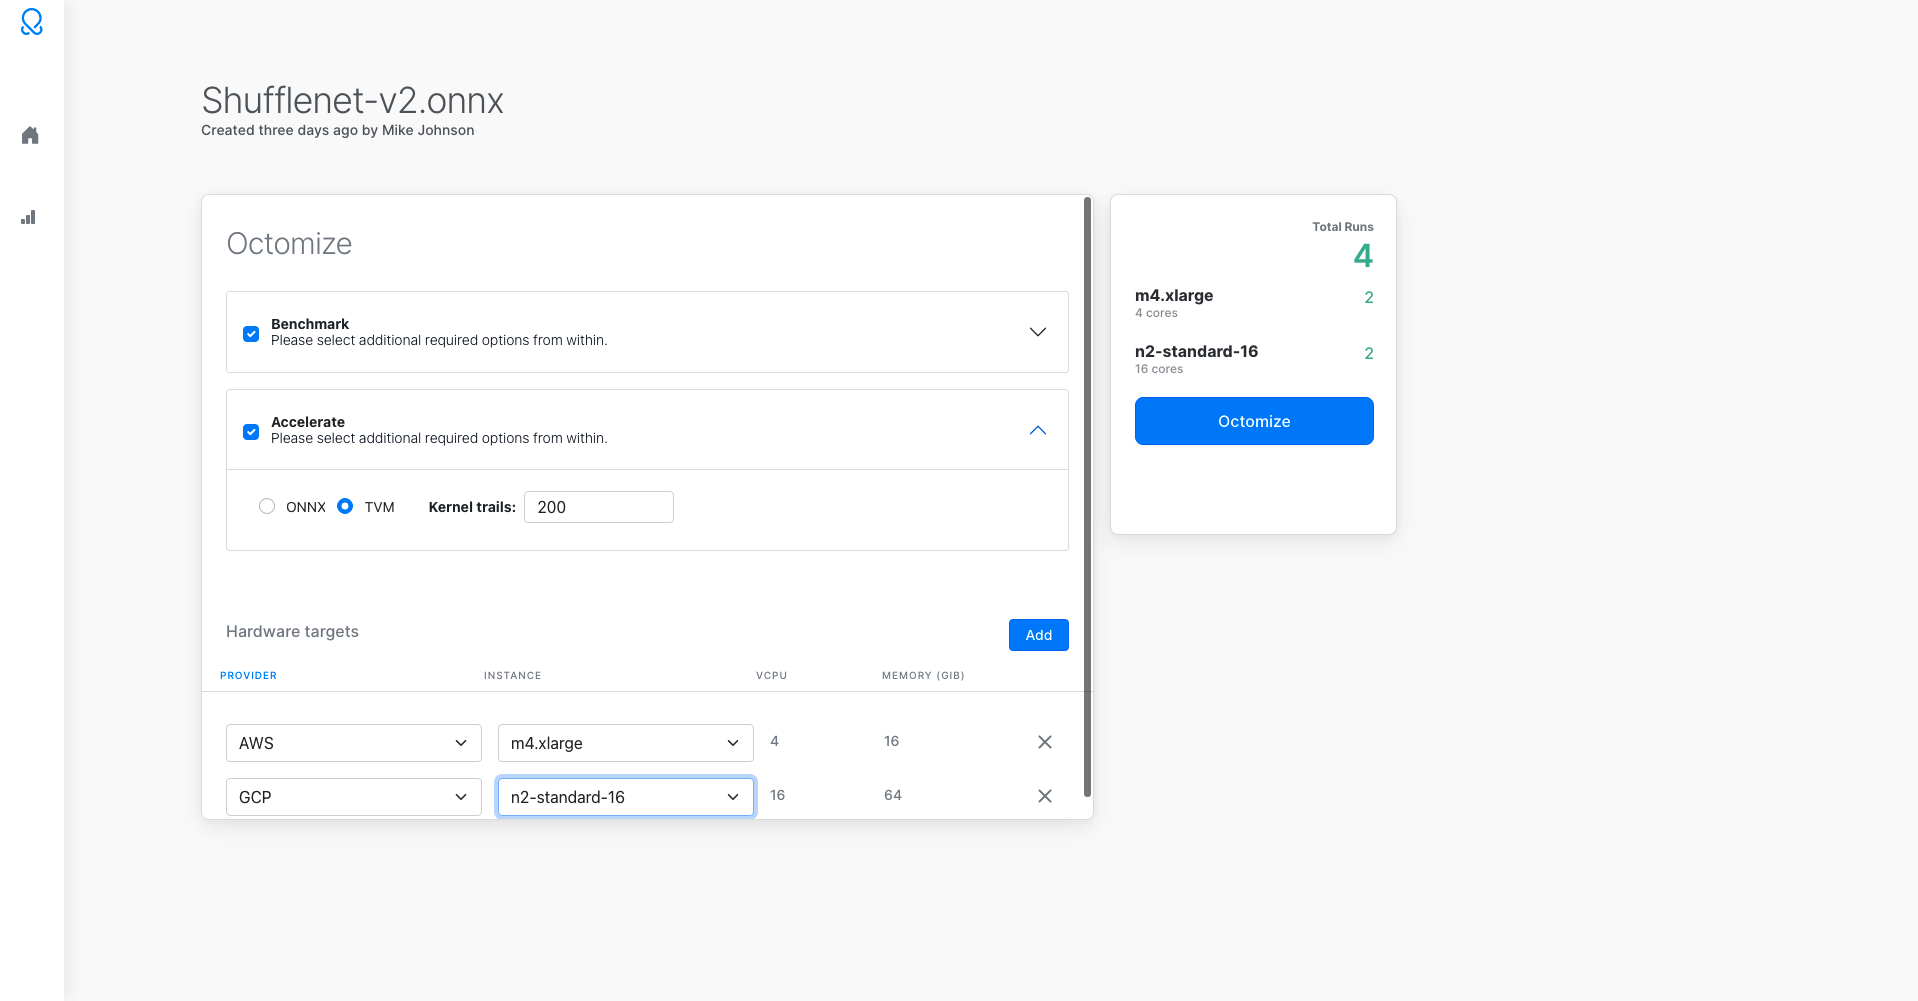 Shufflenet-v2.onnx
Created three days ago by Mike Johnson
Octomize
Benchmark
Please select additional required options from within.
Accelerate
Please select additional required options from within.
ONNX TVM Kernel trails: 200
Hardware targets
Add
PROVIDER INSTANCE VCPU MEMORY (GIB)
AWS m4.xlarge 4 16
GCP n2-standard-16 16 64
Total Runs
4
m4.xlarge 2
4 cores
n2-standard-16 2
16 cores
Octomize